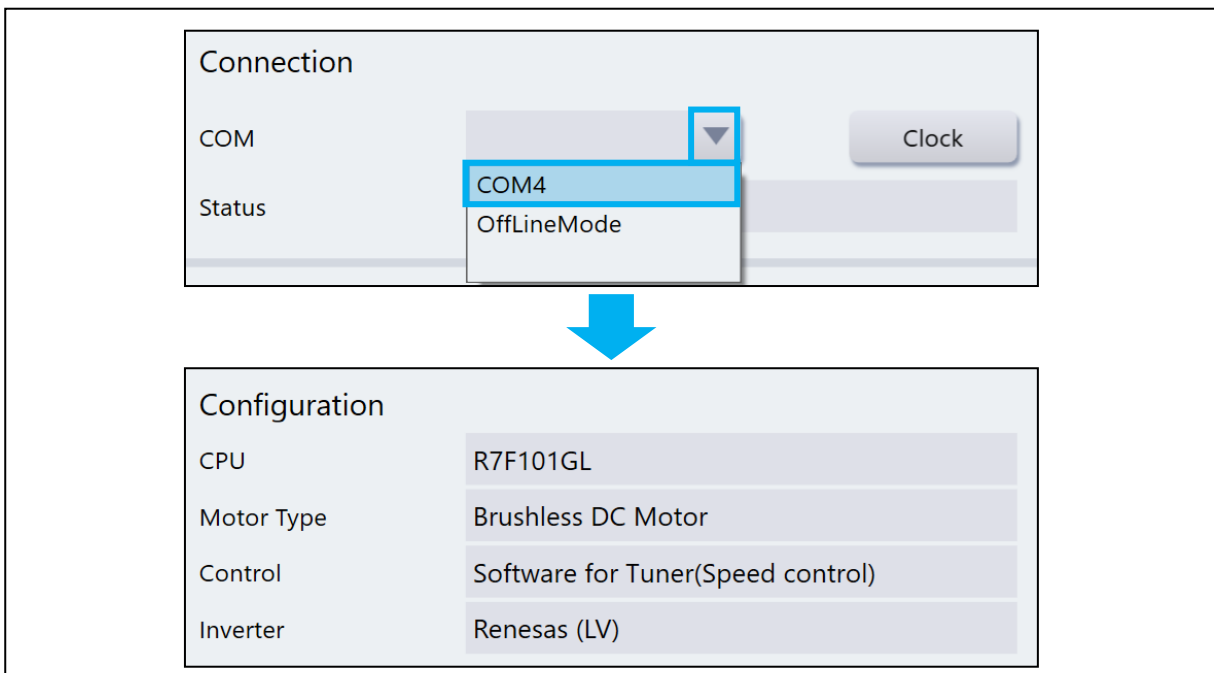 Connection
COM
Clock
COM4
Status
OffLineMode
Configuration
CPU R7F101GL
Motor Type Brushless DC Motor
Control Software for Tuner(Speed control)
Inverter Renesas (LV)